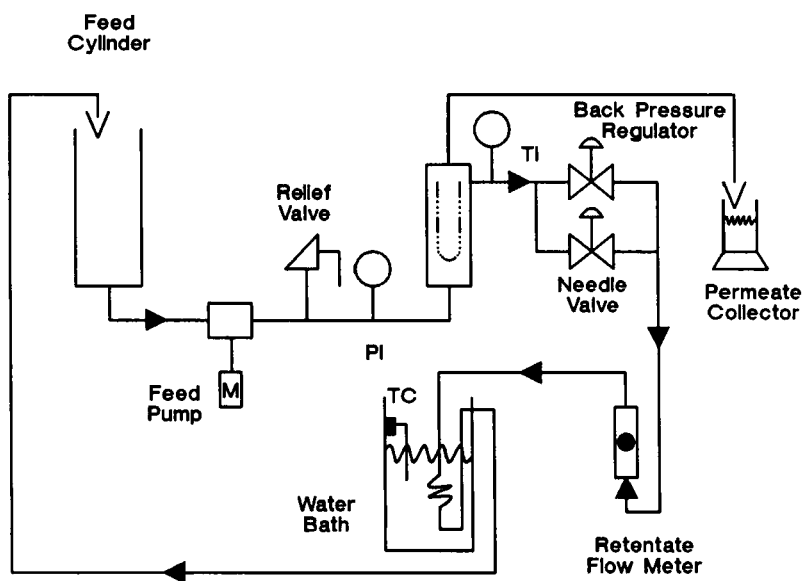 Feed
Cylinder
Back Pressure
Regulator
TI
Relief
Valve
Needle
Valve
Permeate
Collector
PI
Feed
Pump
M
TC
Water
Bath
Retentate
Flow Meter